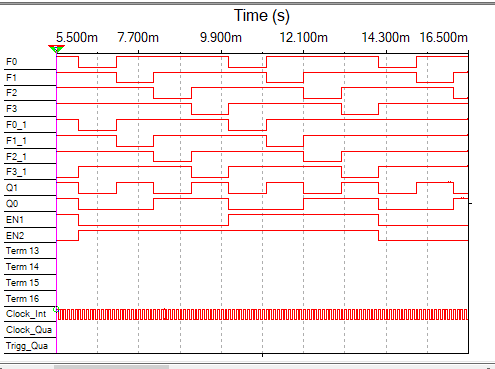 Time (s)
5.500m 7.700m 9.900m 12.100m 14.300m 16.500m
F0
F1
F2
F3
F0_1
F1_1
F2_1
F3_1
Q1
Q0
EN1
EN2
Term 13
Term 14
Term 15
Term 16
Clock_Int
Clock_Qua
Trigg_Qua